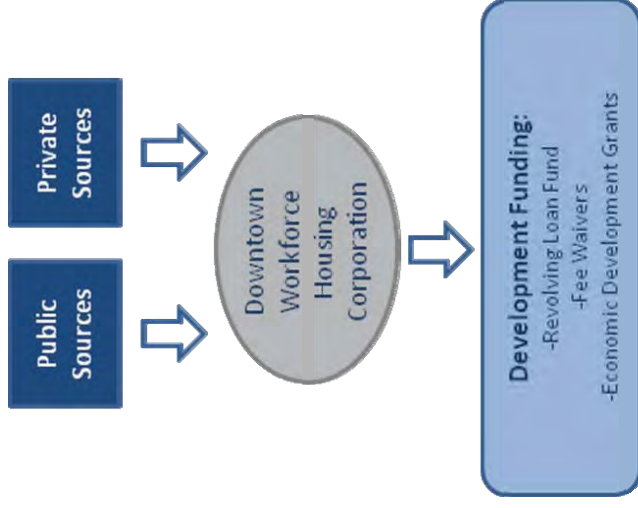 Public
Sources
Private
Sources
Downtown
Workforce
Housing
Corporation
Development Funding:
-Revolving Loan Fund
-Fee Waivers
-Economic Development Grants